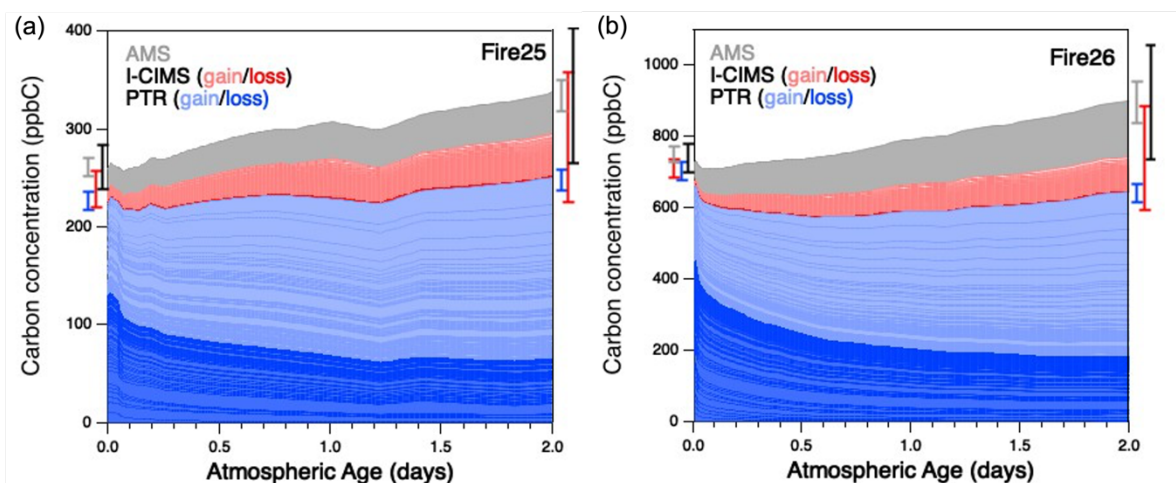 (a)
400
300
200
100
0
Carbon concentration (ppbC)
AMS
I-CIMS (gain/loss)
PTR (gain/loss)
Fire25
0.0 0.5 1.0 1.5 2.0
Atmospheric Age (days)
(b)
1000
800
600
400
200
0
Carbon concentration (ppbC)
AMS
I-CIMS (gain/loss)
PTR (gain/loss)
Fire26
0.0 0.5 1.0 1.5 2.0
Atmospheric Age (days)